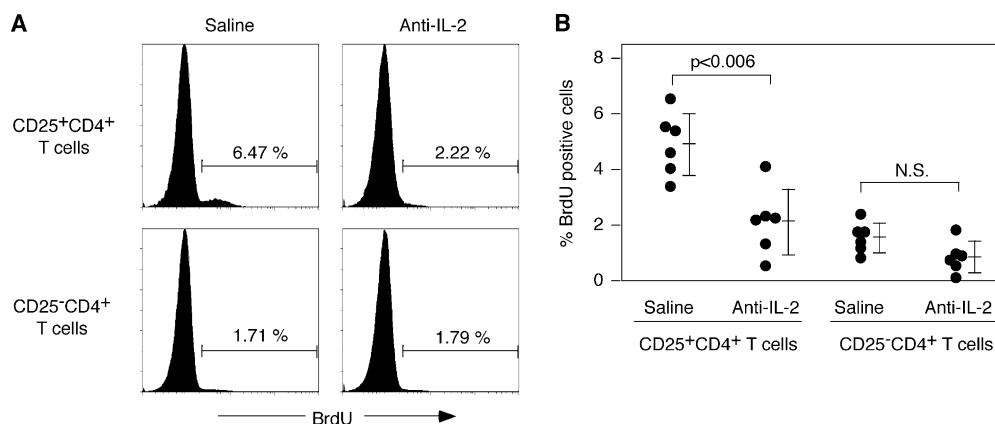 A
Saline
Anti-IL-2
CD25+CD4+
T cells
6.47 %
2.22 %
CD25-CD4+
T cells
1.71 %
1.79 %
BrdU
B
% BrdU positive cells
8
6
4
2
0
p<0.006
N.S.
Saline
Anti-IL-2
Saline
Anti-IL-2
CD25+CD4+ T cells
CD25-CD4+ T cells